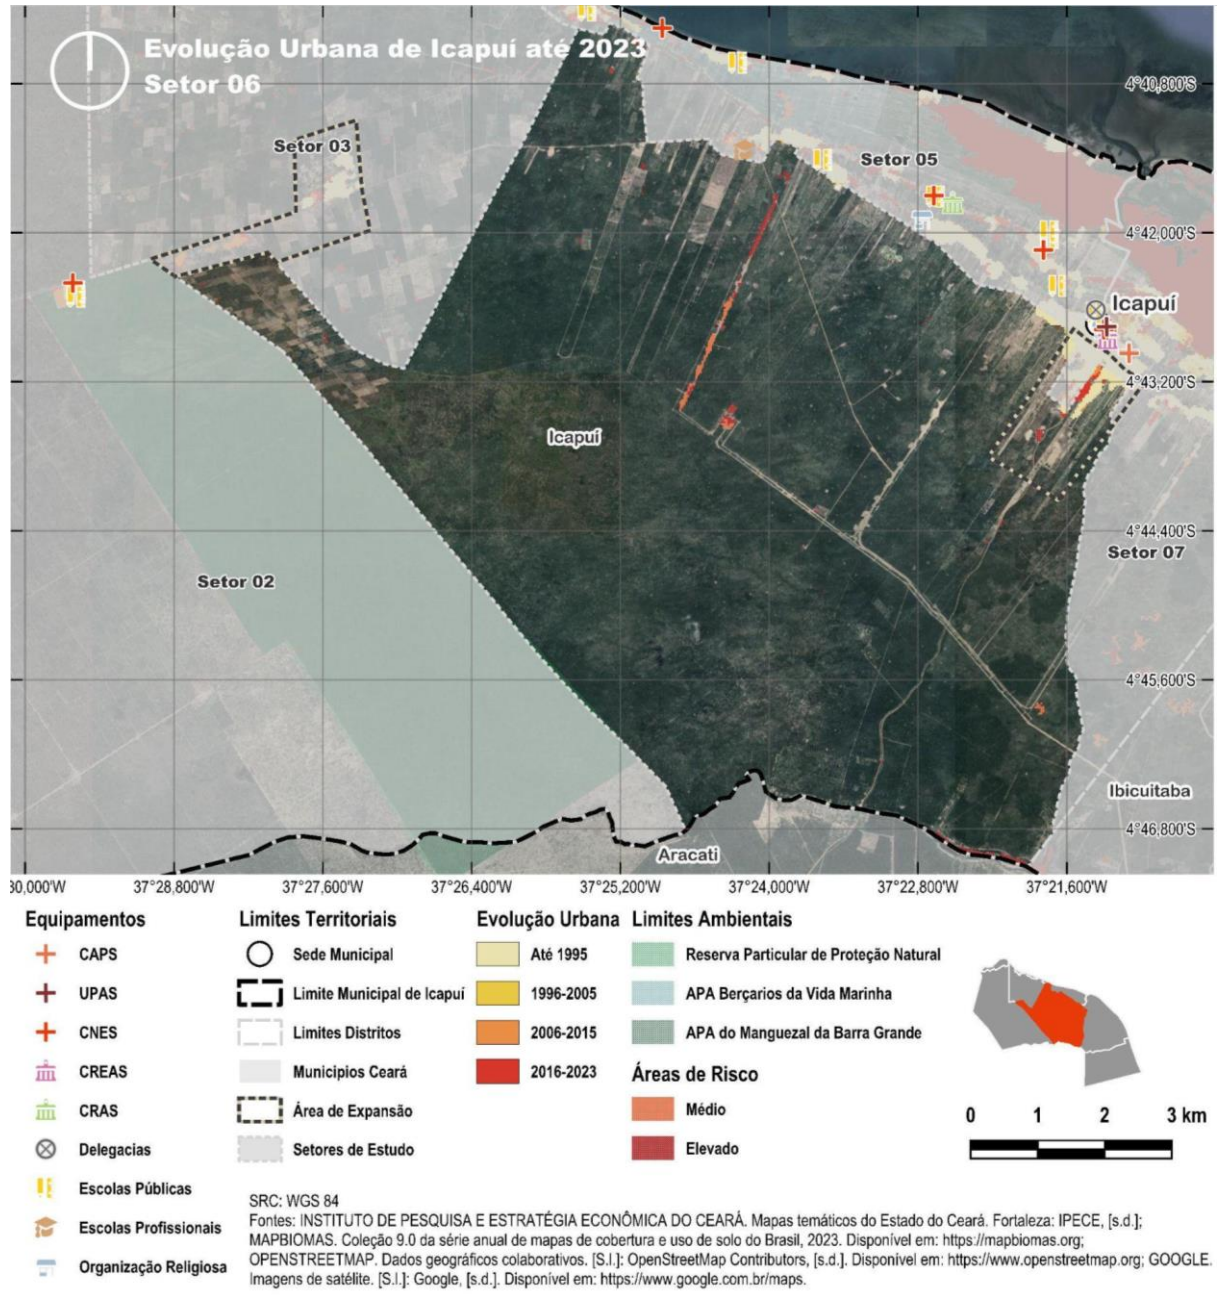 Evolução Urbana de Icapuí até 2023
Setor 06
4°40,800'S
Setor 03
Setor 05
4°42,000'S
Icapuí
4°43,200'S
Icapuí
4°44,400'S
Setor 07
Setor 02
4°45,600'S
Ibicuitaba
4°46,800'S
Aracati
30,000'W
37°28,800'W
37°27,600'W
37°26,400'W
37°25,200'W
37°24,000'W
37°22,800'W
37°21,600'W
Equipamentos
CAPS
UPAS
CNES
CREAS
CRAS
Delegacias
Escolas Públicas
Escolas Profissionais
Organização Religiosa
Limites Territoriais
Sede Municipal
Limite Municipal de Icapuí
Limites Distritos
Municipios Ceará
Área de Expansão
Setores de Estudo
Evolução Urbana
Até 1995
1996-2005
2006-2015
2016-2023
Limites Ambientais
Reserva Particular de Proteção Natural
APA Berçarios da Vida Marinha
APA do Manguezal da Barra Grande
Áreas de Risco
Médio
Elevado
0 1 2 3 km
SRC: WGS 84
Fontes: INSTITUTO DE PESQUISA E ESTRATÉGIA ECONÔMICA DO CEARÁ. Mapas temáticos do Estado do Ceará. Fortaleza: IPECE, [s.d.];
MAPBIOMAS. Coleção 9.0 da série anual de mapas de cobertura e uso de solo do Brasil, 2023. Disponível em: https://mapbiomas.org;
OPENSTREETMAP. Dados geográficos colaborativos. [S.l.]: OpenStreetMap Contributors, [s.d.]. Disponível em: https://www.openstreetmap.org; GOOGLE.
Imagens de satélite. [S.l.]: Google, [s.d.]. Disponível em: https://www.google.com.br/maps.